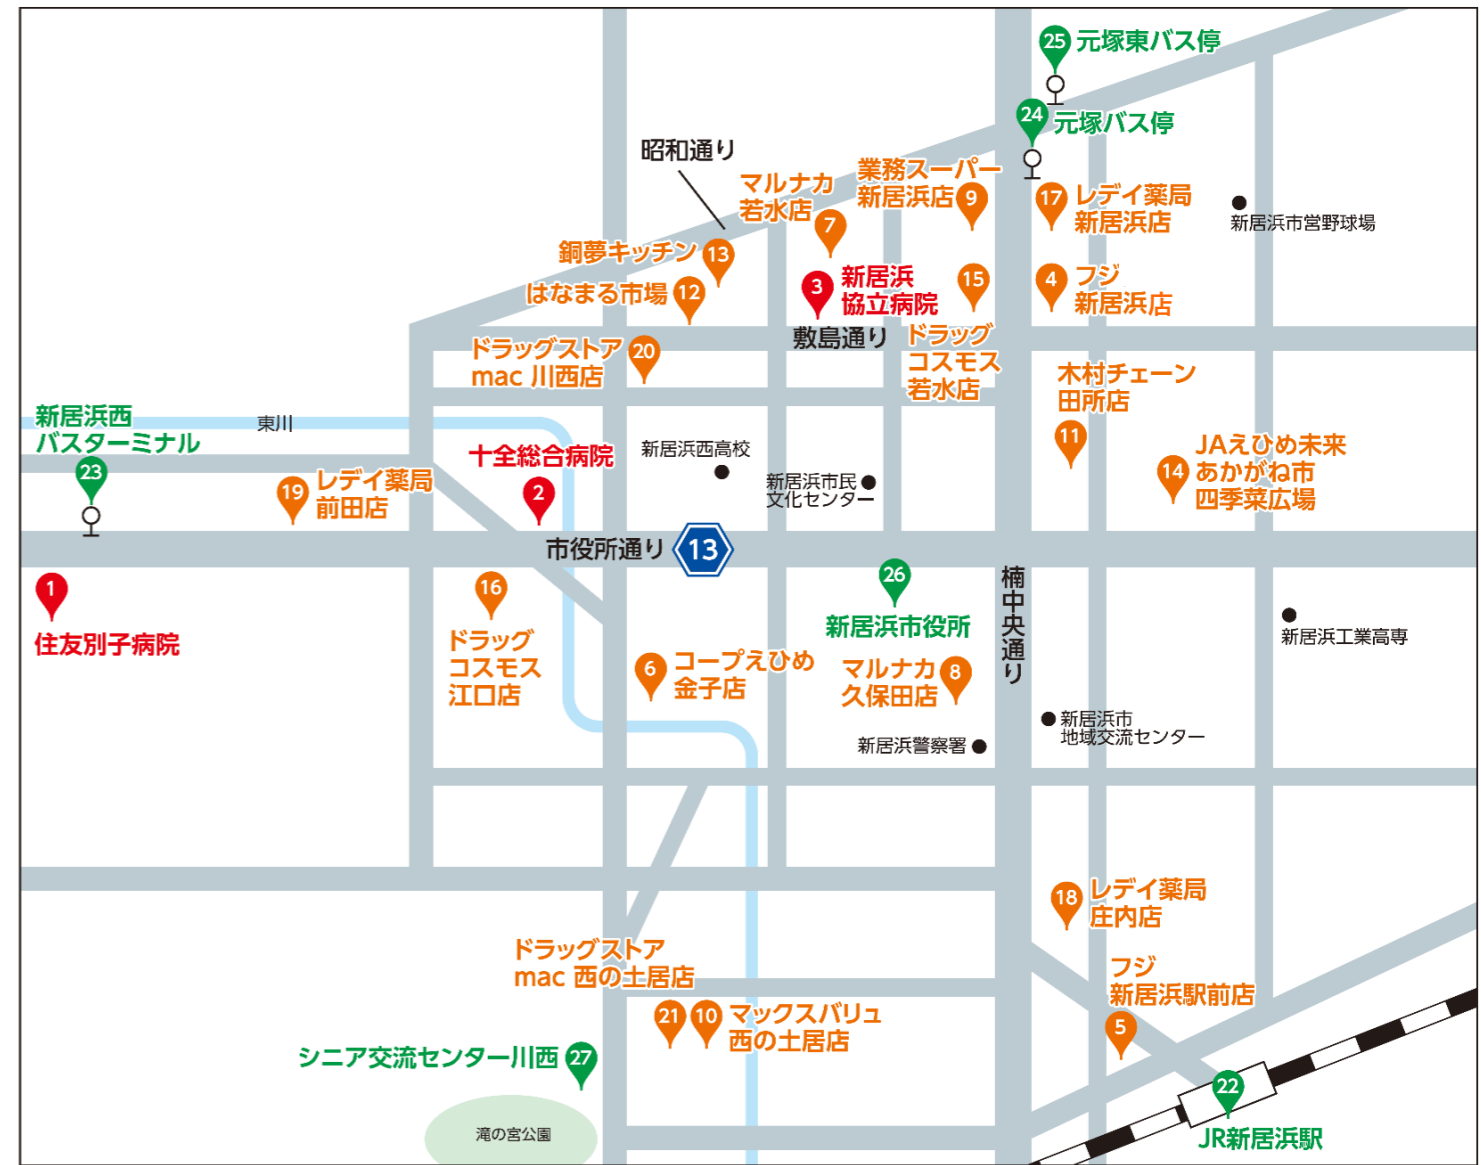 25 元塚東バス停
24 元塚バス停
昭和通り
マルナカ
若水店
7
業務スーパー
新居浜店
9
17 レデイ薬局
新居浜店
新居浜市営野球場
銅夢キッチン 13
はなまる市場 12
3 新居浜
協立病院
敷島通り
15
ドラッグ
コスモス
若水店
4 フジ
新居浜店
ドラッグストア
mac 川西店
20
木村チェーン
田所店
11
新居浜西
バスターミナル
23
東川
19 レデイ薬局
前田店
十全総合病院
2
新居浜西高校
新居浜市民
文化センター
14 JAえひめ未来
あかがね市
四季菜広場
市役所通り 13
1
住友別子病院
16
ドラッグ
コスモス
江口店
26
新居浜市役所
楠中央通り
新居浜工業高専
6 コープえひめ
金子店
マルナカ
久保田店
8
新居浜警察署
新居浜市
地域交流センター
18 レデイ薬局
庄内店
ドラッグストア
mac 西の土居店
21
10 マックスバリュ
西の土居店
フジ
新居浜駅前店
5
シニア交流センター川西 27
滝の宮公園
22
JR新居浜駅